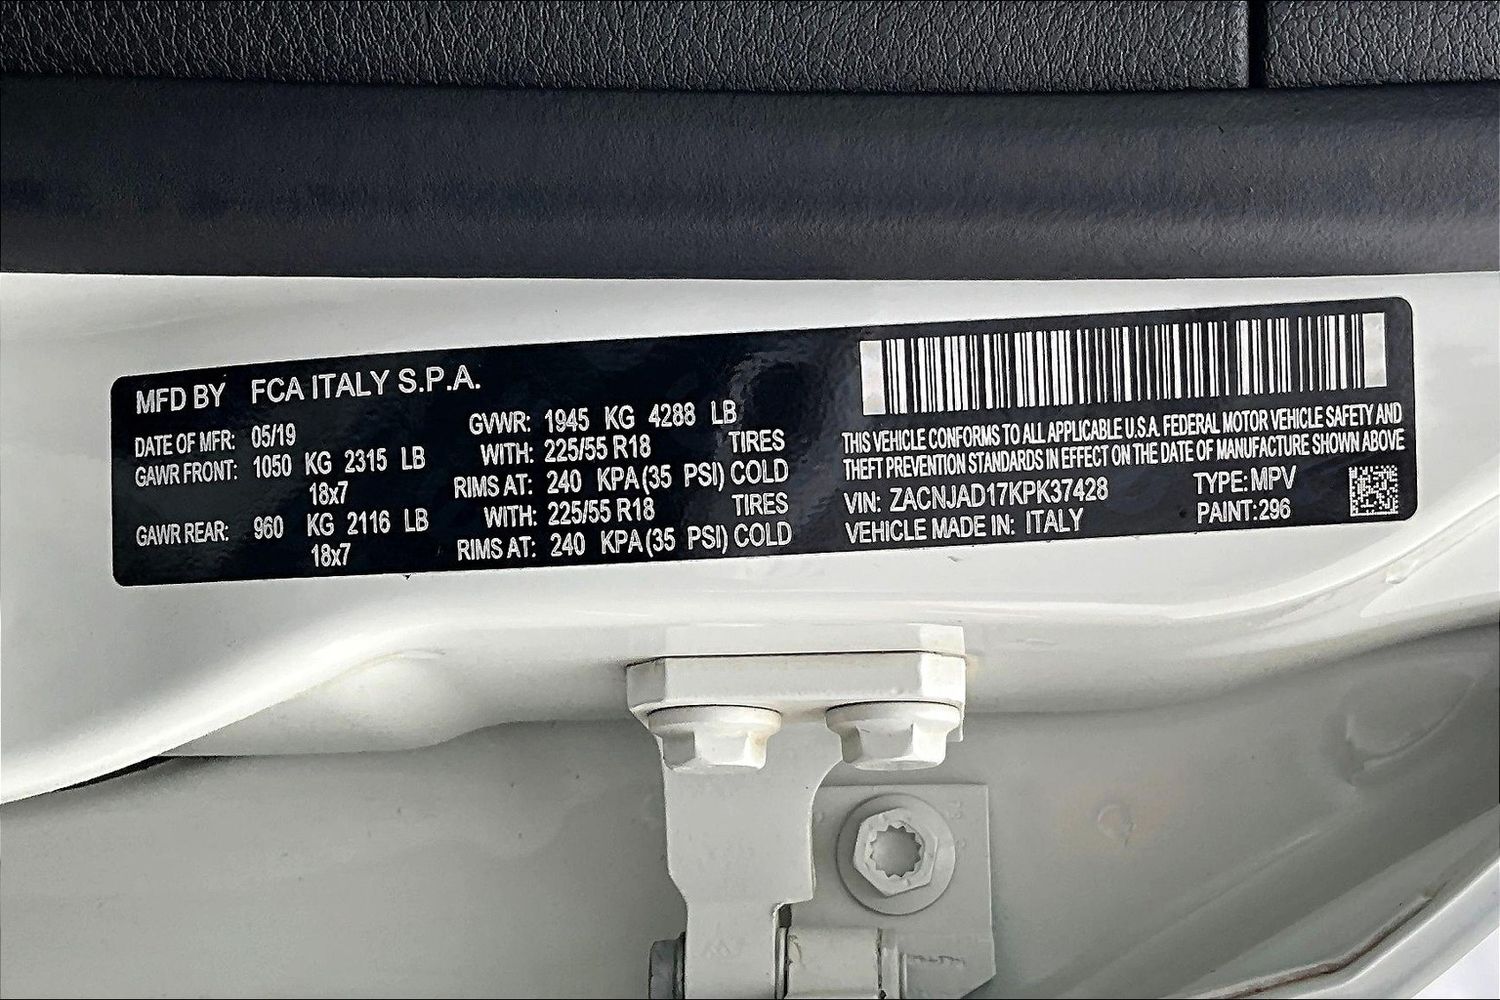 MFD BY FCA ITALY S.P.A.
DATE OF MFR: 05/19
GAWR FRONT: 1050 KG 2315 LB
18x7
GAWR REAR: 960 KG 2116 LB
18x7
GVWR: 1945 KG 4288 LB
WITH: 225/55 R18 TIRES
RIMS AT: 240 KPA(35 PSI) COLD
WITH: 225/55 R18 TIRES
RIMS AT: 240 KPA(35 PSI) COLD
THIS VEHICLE CONFORMS TO ALL APPLICABLE U.S.A. FEDERAL MOTOR VEHICLE SAFETY AND
THEFT PREVENTION STANDARDS IN EFFECT ON THE DATE OF MANUFACTURE SHOWN ABOVE
VIN: ZACNJAD17KPK37428 TYPE: MPV
VEHICLE MADE IN: ITALY PAINT: 296